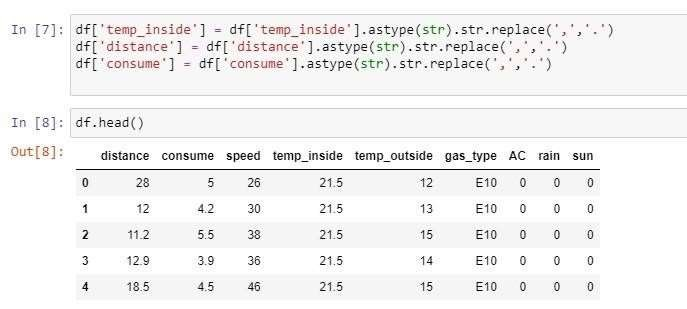 In [7]: df['temp_inside'] = df['temp_inside'].astype(str).str.replace(',','.')
df['distance'] = df['distance'].astype(str).str.replace(',','.')
df['consume'] = df['consume'].astype(str).str.replace(',','.')
In [8]: df.head()
Out[8]:
distance consume speed temp_inside temp_outside gas_type AC rain sun
0 28 5 26 21.5 12 E10 0 0 0
1 12 4.2 30 21.5 13 E10 0 0 0
2 11.2 5.5 38 21.5 15 E10 0 0 0
3 12.9 3.9 36 21.5 14 E10 0 0 0
4 18.5 4.5 46 21.5 15 E10 0 0 0